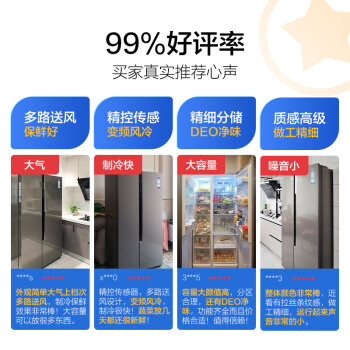 99%好评率
买家真实推荐心声
多路送风
保鲜好
精控传感
变频风冷
精细分储
DEO净味
质感高级
做工精细
大气
制冷快
大容量
噪音小
****s
x***0
3***5
****3
外观简单大气上档次
多路送风，制冷保鲜
效果非常棒！大容量
可以放很多东西。
精控传感器，多路送
风设计，变频风冷，
制冷很快！蔬菜放几
天都还很新鲜！
容量大颜值高，分区
合理，还有DEO净
味，功能齐全而且价
格合适！值得信赖！
整体颜色非常棒，近
看有拉丝条纹感，做
工精细，运行起来声
音非常的小，